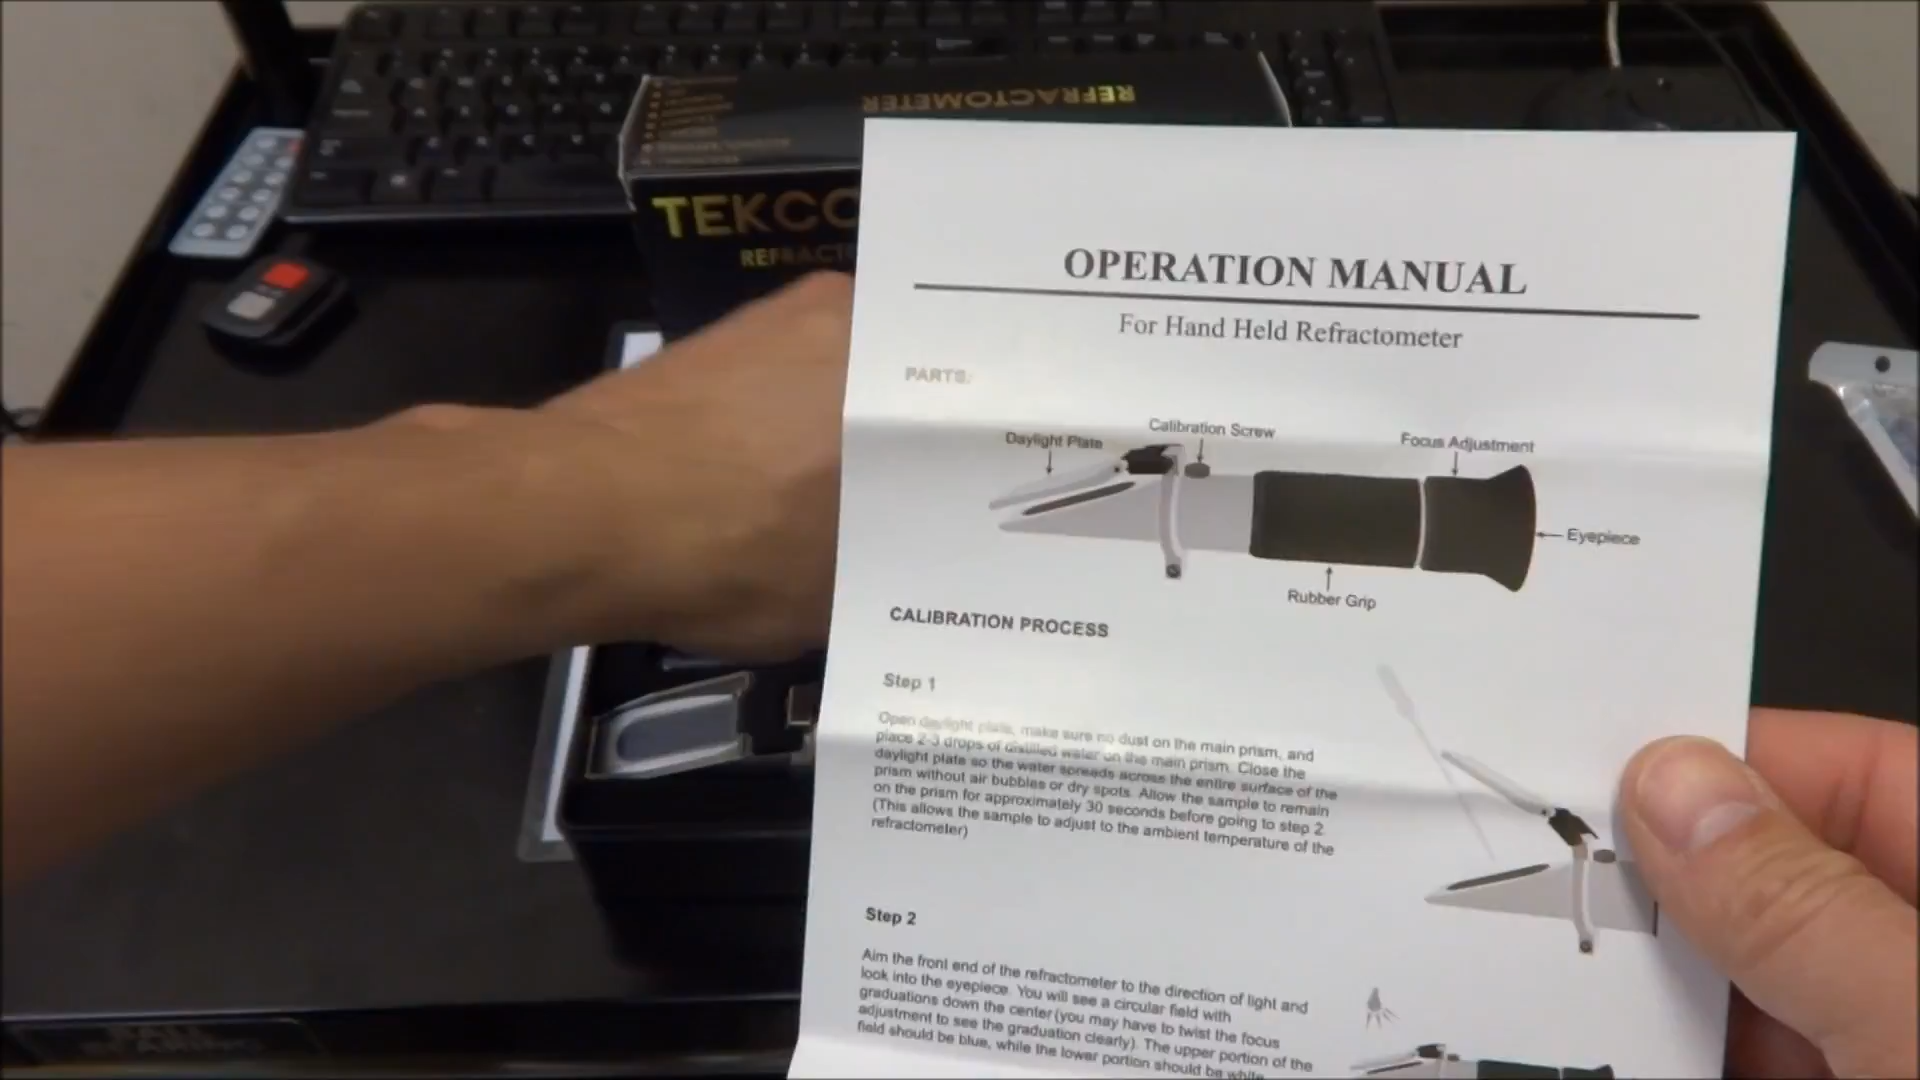 REFRACTOMETER
TEKCO
REFRACTO
OPERATION MANUAL
For Hand Held Refractometer
PARTS:
Daylight Plate
Calibration Screw
Focus Adjustment
Eyepiece
Rubber Grip
CALIBRATION PROCESS
Step 1
Open daylight plate, make sure no dust on the main prism, and
place 2-3 drops of distilled water on the main prism. Close the
daylight plate so the water spreads across the entire surface of the
prism without air bubbles or dry spots. Allow the sample to remain
on the prism for approximately 30 seconds before going to step 2.
(This allows the sample to adjust to the ambient temperature of the
refractometer)
Step 2
Aim the front end of the refractometer to the direction of light and
look into the eyepiece. You will see a circular field with
graduations down the center (you may have to twist the focus
adjustment to see the graduation clearly). The upper portion of the
field should be blue, while the lower portion should be white